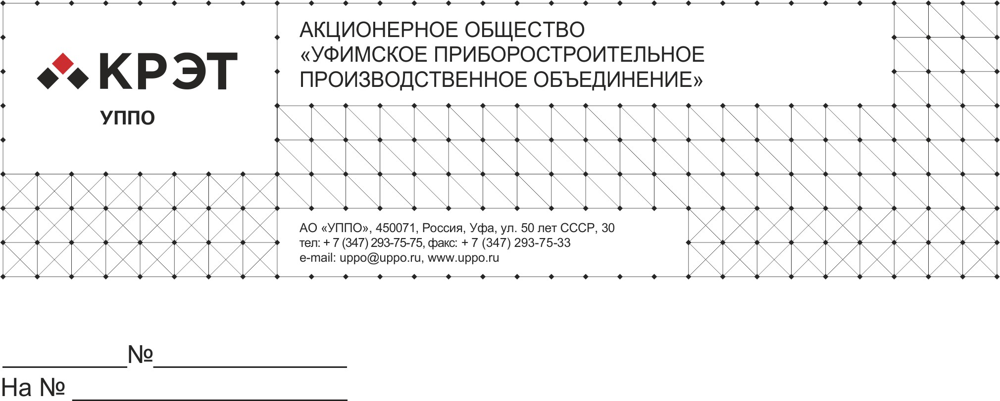 КРЭТ
УППО
АКЦИОНЕРНОЕ ОБЩЕСТВО
«УФИМСКОЕ ПРИБОРОСТРОИТЕЛЬНОЕ
ПРОИЗВОДСТВЕННОЕ ОБЪЕДИНЕНИЕ»
АО «УППО», 450071, Россия, Уфа, ул. 50 лет СССР, 30
тел: + 7 (347) 293-75-75, факс: + 7 (347) 293-75-33
e-mail: uppo@uppo.ru, www.uppo.ru
__________№________________
На № ______________________